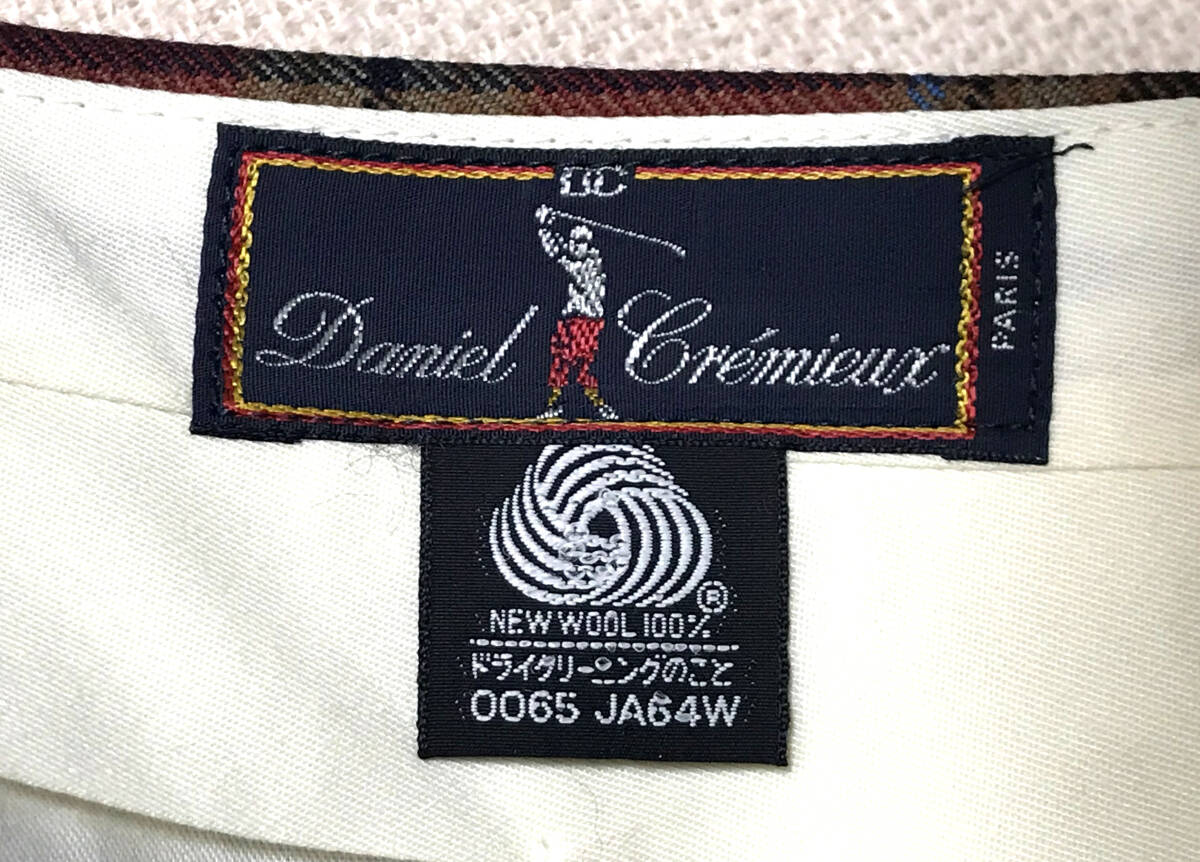 DC
Daniel Crémieux
PARIS
®
NEW WOOL 100%
ドライクリーニングのこと
0065 JA64W